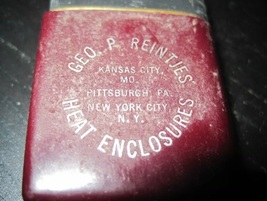 GEO. P. REINTJES
KANSAS CITY,
MO.
PITTSBURGH, PA.
NEW YORK CITY
N. Y.
HEAT ENCLOSURES